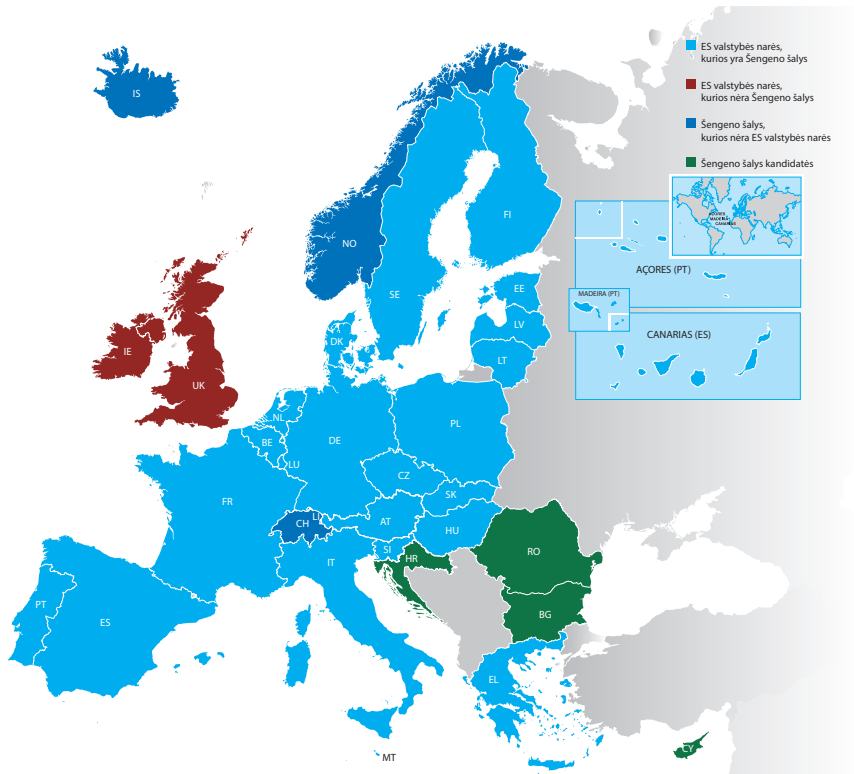 ES valstybės narės,
kurios yra Šengeno šalys
ES valstybės narės,
kurios nėra Šengeno šalys
Šengeno šalys,
kurios nėra ES valstybės narės
Šengeno šalys kandidatės
IS
AÇORES
MADEIRA
CANARIAS
FI
NO
AÇORES (PT)
SE
EE
MADEIRA (PT)
LV
CANARIAS (ES)
DK
IE
LT
UK
NL
PL
BE
DE
LU
CZ
SK
FR
LI
CH
AT
HU
SI
IT
HR
RO
PT
BG
ES
EL
CY
MT